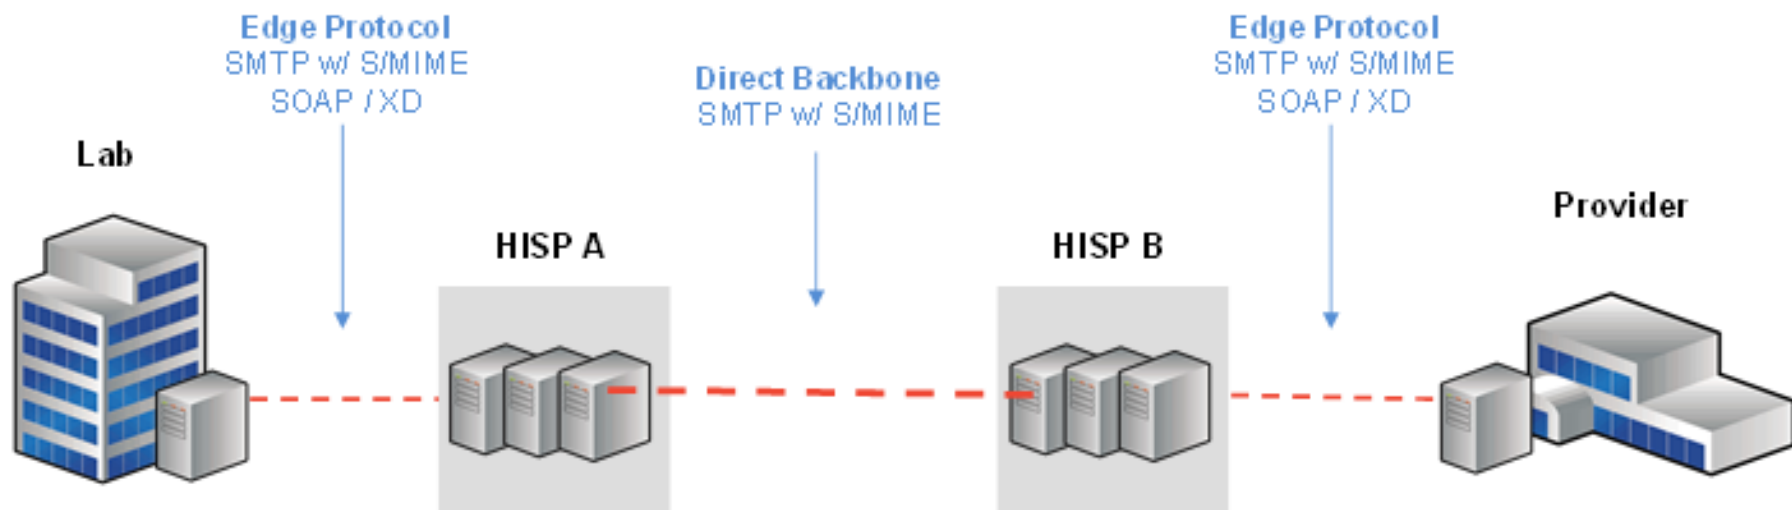 Edge Protocol
SMTP w/ S/MIME
SOAP / XD
Direct Backbone
SMTP w/ S/MIME
Edge Protocol
SMTP w/ S/MIME
SOAP / XD
Lab
HISP A
HISP B
Provider